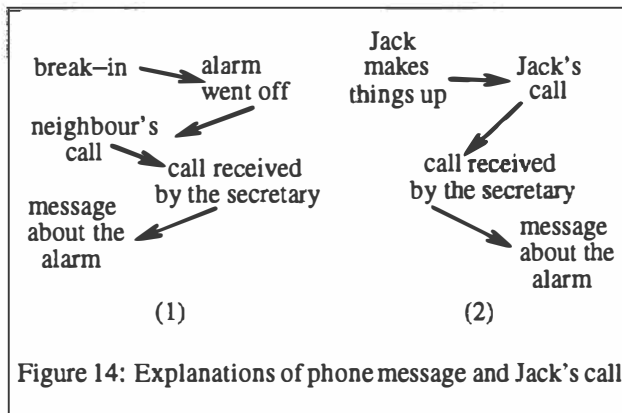 break–in
alarm
went off
neighbour's
call
call received
by the secretary
message
about the
alarm
(1)
Jack
makes
things up
Jack's
call
call received
by the secretary
message
about the
alarm
(2)
Figure 14: Explanations of phone message and Jack's call